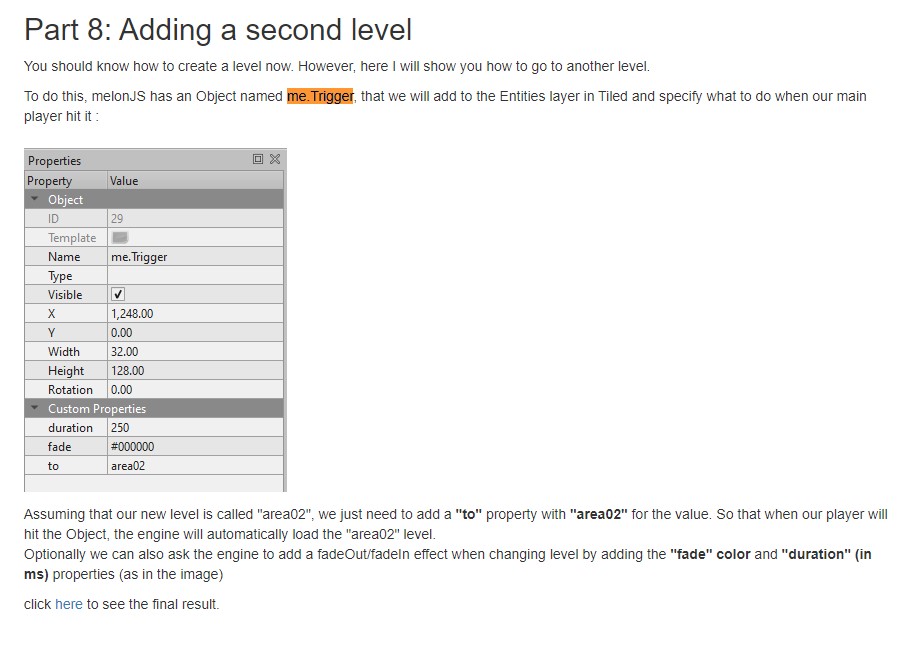 Part 8: Adding a second level
You should know how to create a level now. However, here I will show you how to go to another level.
To do this, melonJS has an Object named me.Trigger, that we will add to the Entities layer in Tiled and specify what to do when our main
player hit it :
Properties
Property Value
Object
ID 29
Template
Name me.Trigger
Type
Visible
X 1,248.00
Y 0.00
Width 32.00
Height 128.00
Rotation 0.00
Custom Properties
duration 250
fade #000000
to area02
Assuming that our new level is called "area02", we just need to add a "to" property with "area02" for the value. So that when our player will
hit the Object, the engine will automatically load the "area02" level.
Optionally we can also ask the engine to add a fadeOut/fadeIn effect when changing level by adding the "fade" color and "duration" (in
ms) properties (as in the image)
click here to see the final result.